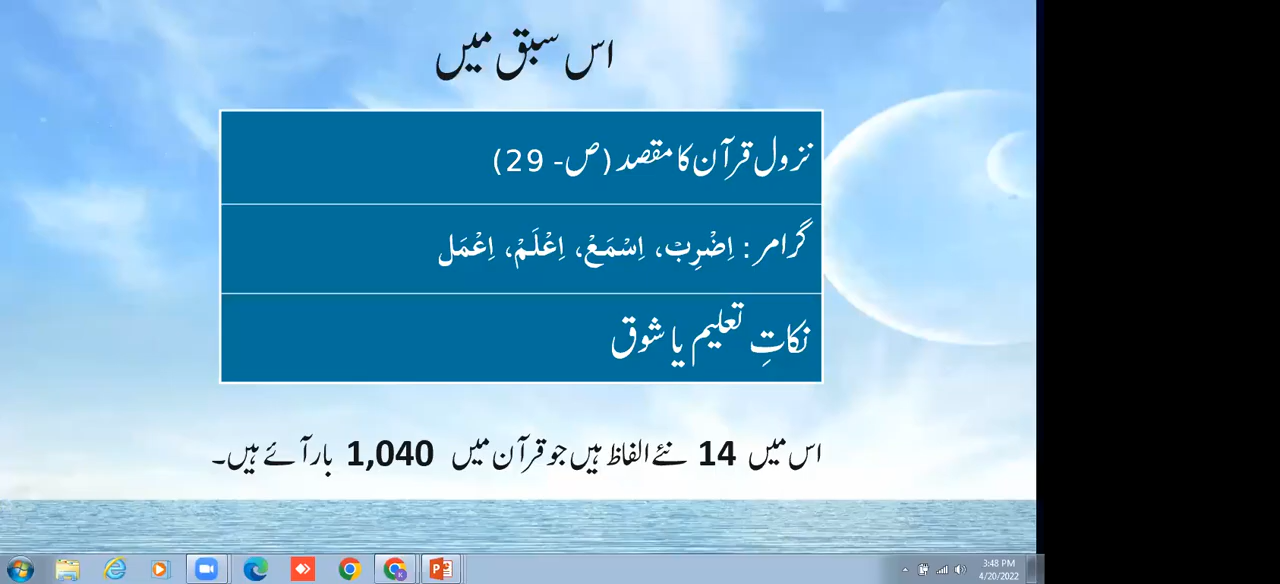 اس سبق میں
نزول قرآن کا مقصد (ص- 29)
گرامر: اِضْرِبْ، اِسْمَعْ، اِعْلَمْ، اِعْمَل
نکاتِ تعلیم یا شوق
اس میں 14 نئے الفاظ ہیں جو قرآن میں 1,040 بار آئے ہیں۔
3:48 PM
4/20/2022